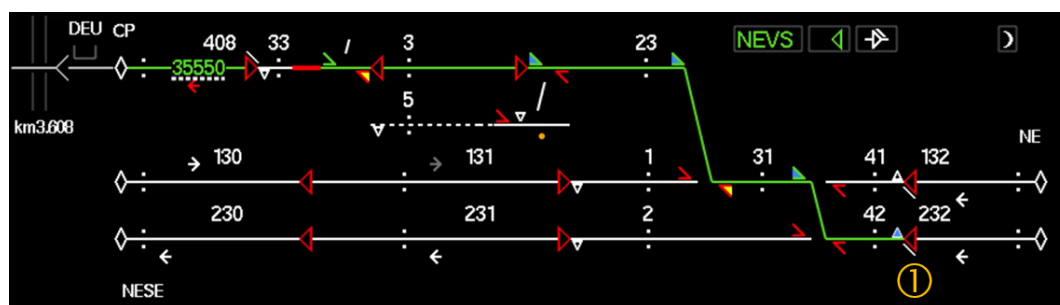 DEU CP
408 33 3 23 NEVS
35550
5
km3.608
NE
130 131 1 31 41 132
230 231 2 42 232
NESE
①